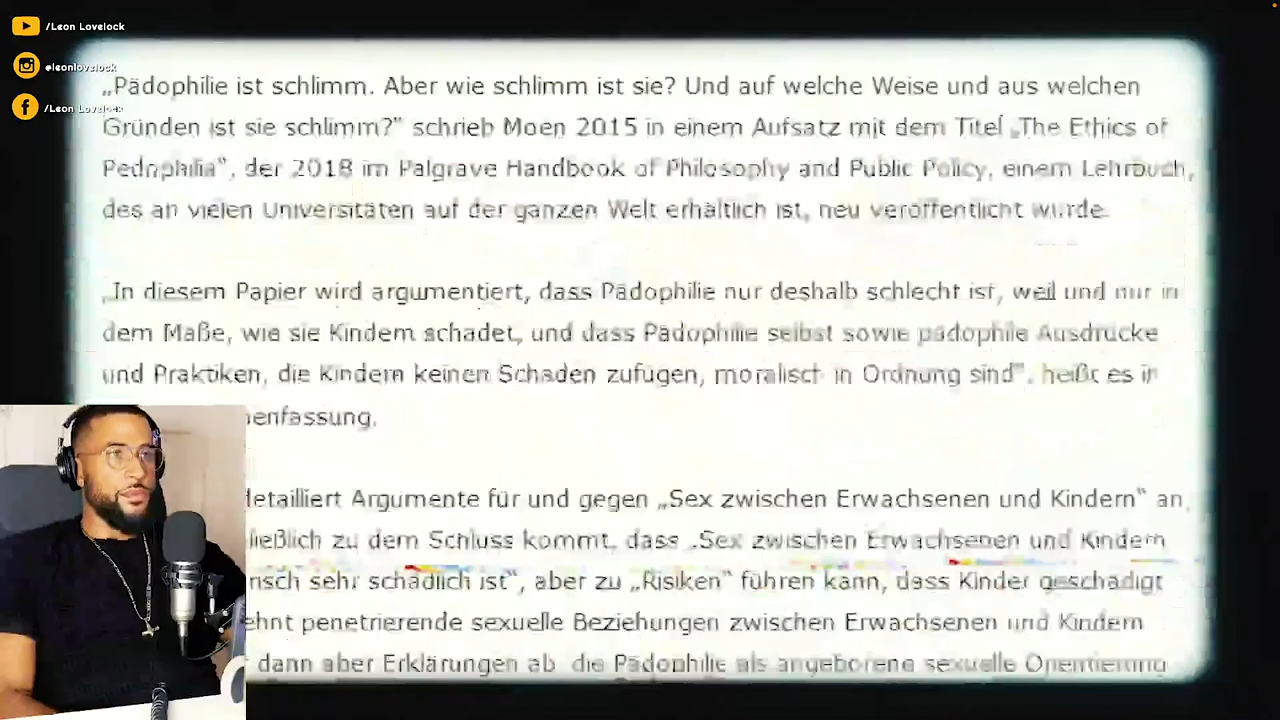 /Leon Lovelock
@leonlovelock
/Leon Lovelock
„Pädophilie ist schlimm. Aber wie schlimm ist sie? Und auf welche Weise und aus welchen
Gründen ist sie schlimm?" schrieb Moen 2015 in einem Aufsatz mit dem Titel „The Ethics of
Pedophilia", der 2018 im Palgrave Handbook of Philosophy and Public Policy, einem Lehrbuch,
des an vielen Universitäten auf der ganzen Welt erhältlich ist, neu veröffentlicht wurde.
„In diesem Papier wird argumentiert, dass Pädophilie nur deshalb schlecht ist, weil und nur in
dem Maße, wie sie Kindern schadet, und dass Pädophilie selbst sowie pädophile Ausdrücke
und Praktiken, die Kindern keinen Schaden zufügen, moralisch in Ordnung sind", heißt es in
enfassung.
detailliert Argumente für und gegen „Sex zwischen Erwachsenen und Kindern" an,
ließlich zu dem Schluss kommt, dass „Sex zwischen Erwachsenen und Kindern
nisch sehr schädlich ist", aber zu „Risiken" führen kann, dass Kinder geschädigt
ehnt penetrierende sexuelle Beziehungen zwischen Erwachsenen und Kindern
dann aber Erklärungen ab, die Pädophilie als angeborene sexuelle Orientierung